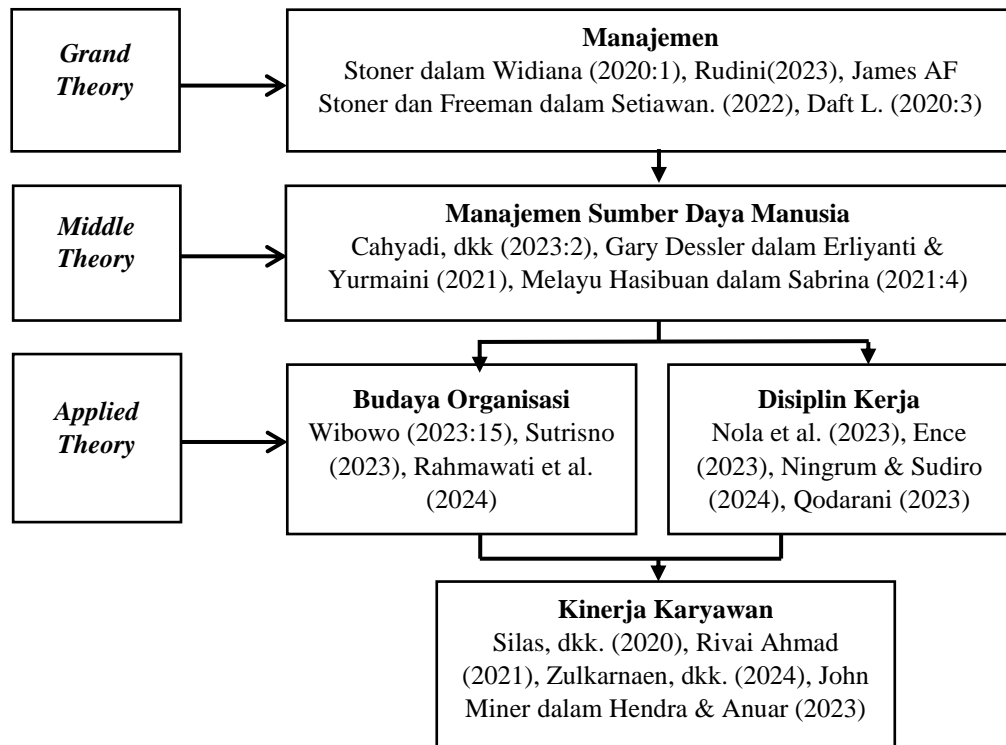 Grand
Theory
Manajemen
Stoner dalam Widiana (2020:1), Rudini(2023), James AF
Stoner dan Freeman dalam Setiawan. (2022), Daft L. (2020:3)
Middle
Theory
Manajemen Sumber Daya Manusia
Cahyadi, dkk (2023:2), Gary Dessler dalam Erliyanti &
Yurmaini (2021), Melayu Hasibuan dalam Sabrina (2021:4)
Applied
Theory
Budaya Organisasi
Wibowo (2023:15), Sutrisno
(2023), Rahmawati et al.
(2024)
Disiplin Kerja
Nola et al. (2023), Ence
(2023), Ningrum & Sudiro
(2024), Qodarani (2023)
Kinerja Karyawan
Silas, dkk. (2020), Rivai Ahmad
(2021), Zulkarnaen, dkk. (2024), John
Miner dalam Hendra & Anuar (2023)